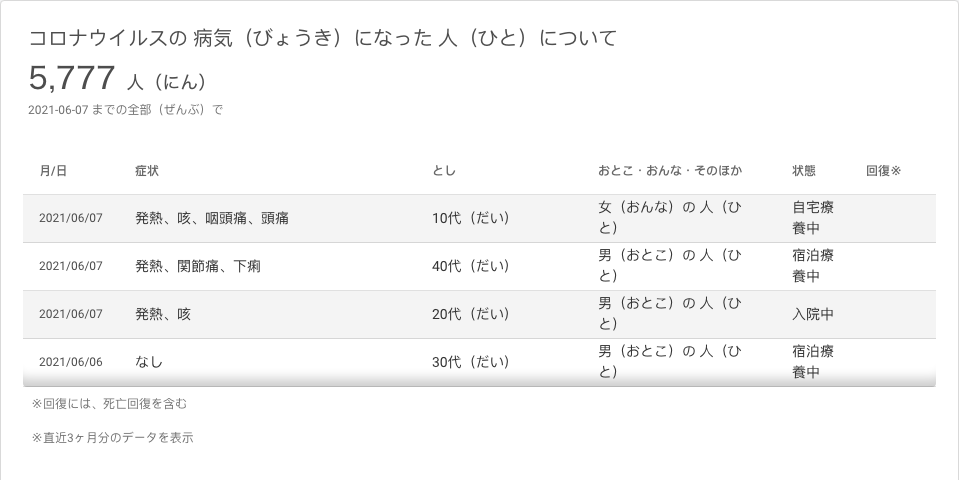 コロナウイルスの 病気（びょうき）になった 人（ひと）について
5,777 人（にん）
2021-06-07 までの全部（ぜんぶ）で
月/日 症状 とし おとこ・おんな・そのほか 状態 回復※
2021/06/07 発熱、咳、咽頭痛、頭痛 10代（だい） 女（おんな）の 人（ひと） 自宅療養中
2021/06/07 発熱、関節痛、下痢 40代（だい） 男（おとこ）の 人（ひと） 宿泊療養中
2021/06/07 発熱、咳 20代（だい） 男（おとこ）の 人（ひと） 入院中
2021/06/06 なし 30代（だい） 男（おとこ）の 人（ひと） 宿泊療養中
※回復には、死亡回復を含む
※直近3ヶ月分のデータを表示